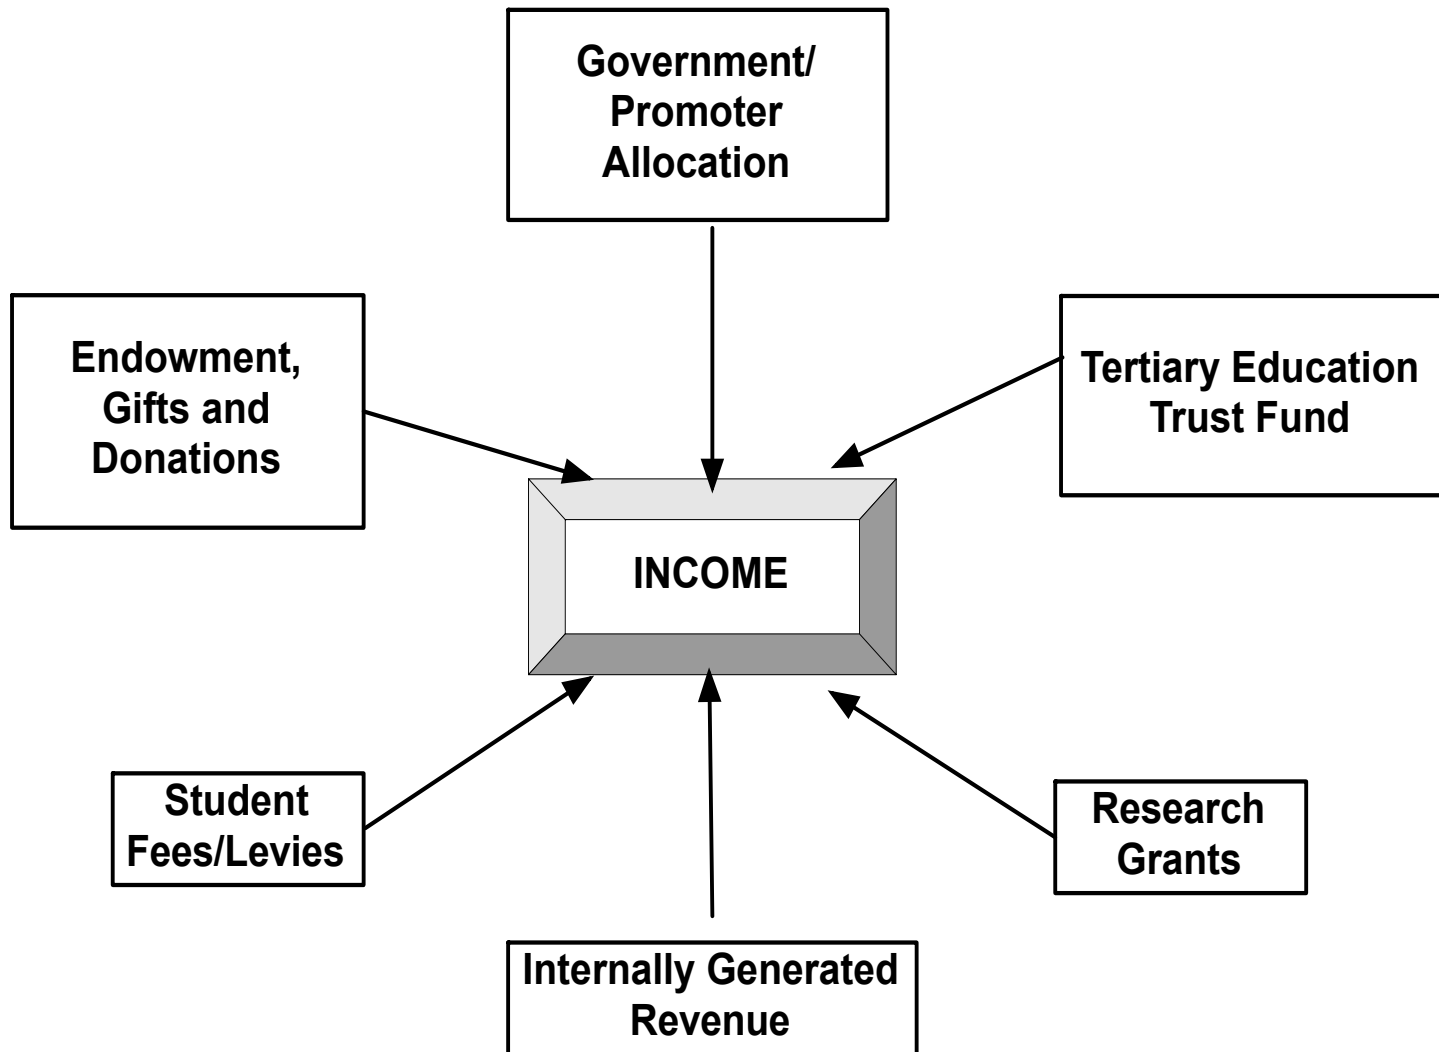 Government/
Promoter
Allocation
Endowment,
Gifts and
Donations
Tertiary Education
Trust Fund
INCOME
Student
Fees/Levies
Research
Grants
Internally Generated
Revenue